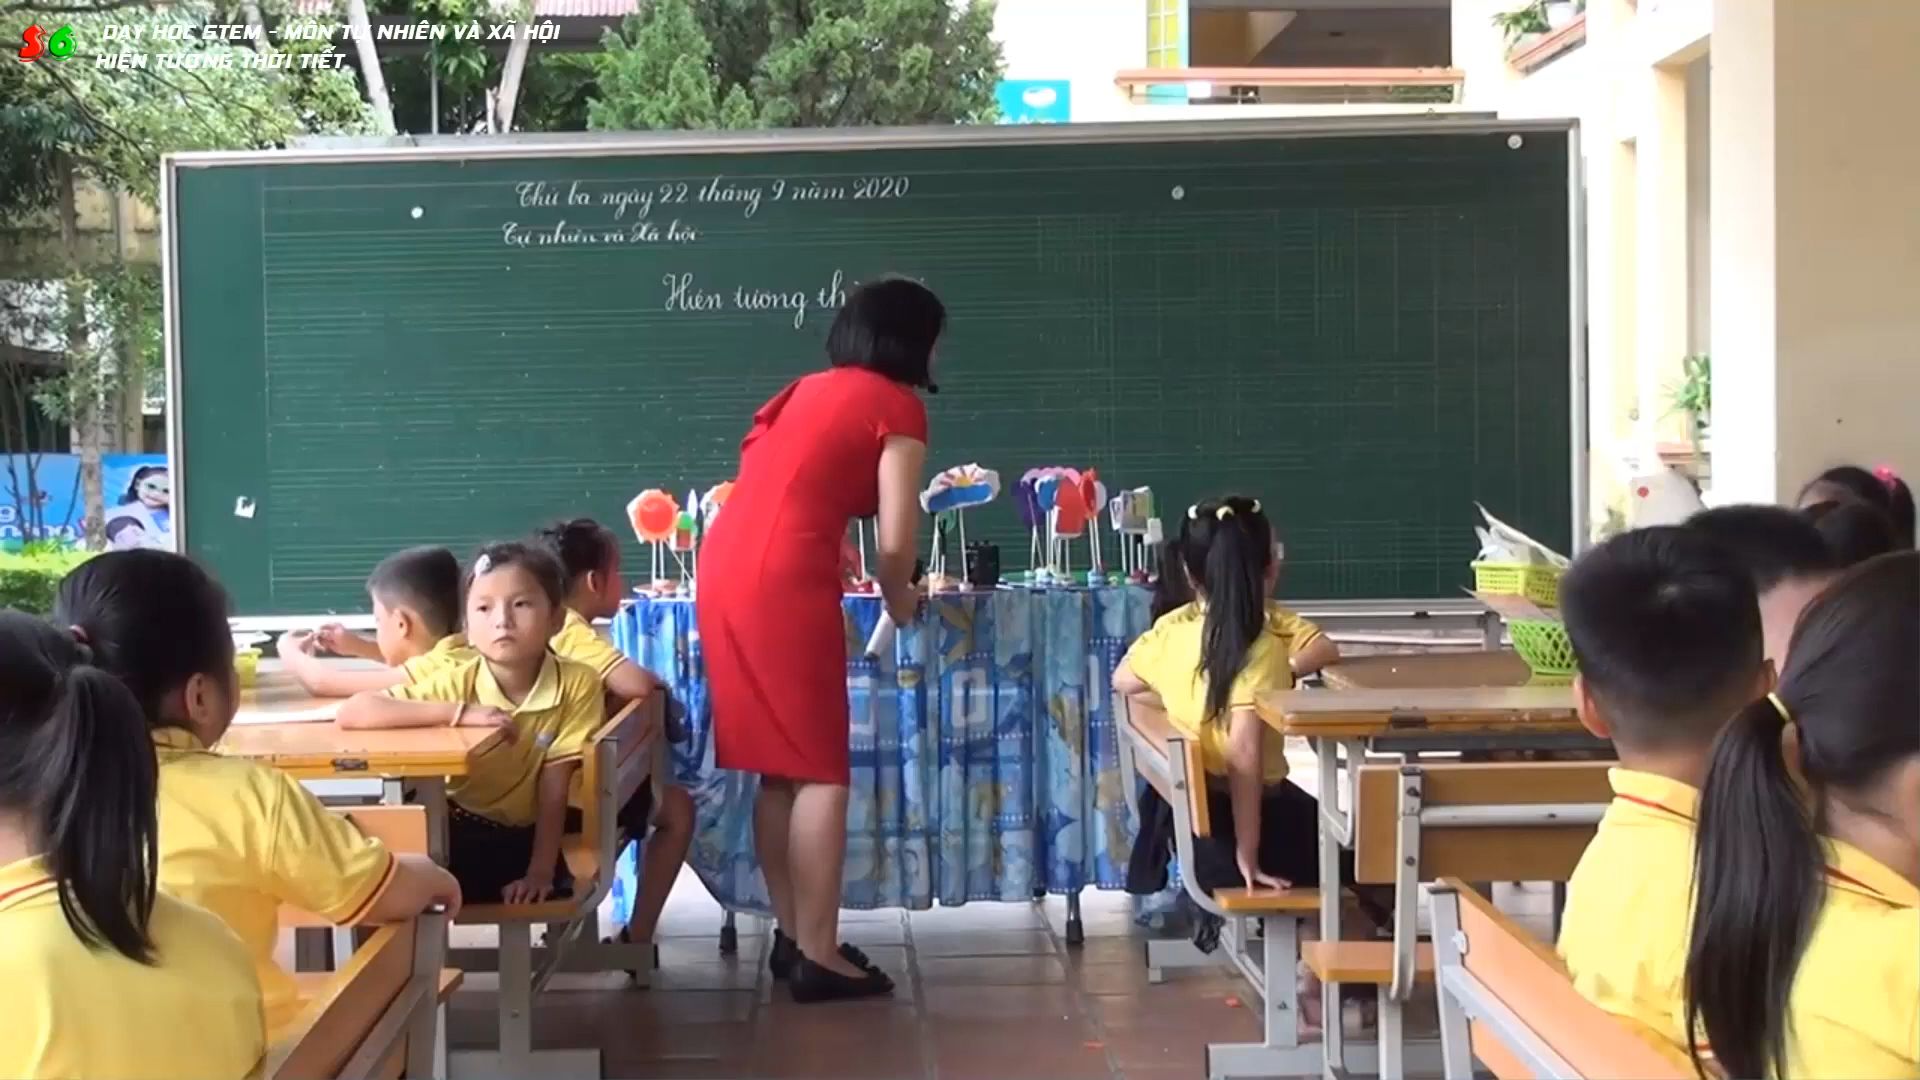 S6
DẠY HỌC STEM - MÔN TỰ NHIÊN VÀ XÃ HỘI
HIỆN TƯỢNG THỜI TIẾT
Thứ ba ngày 22 tháng 9 năm 2020
Tự nhiên và Xã hội
Hiện tượng